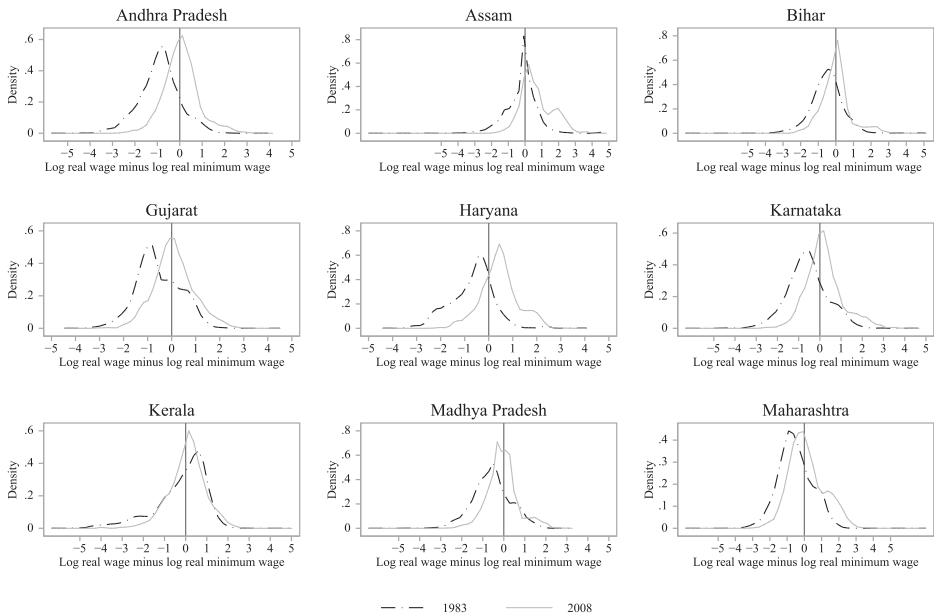 Andhra Pradesh
Assam
Bihar
Density
.6
.4
.2
0
−5 −4 −3 −2 −1 0 1 2 3 4 5
Log real wage minus log real minimum wage
Density
.8
.6
.4
.2
0
−5 −4 −3 −2 −1 0 1 2 3 4 5
Log real wage minus log real minimum wage
Density
.8
.6
.4
.2
0
−5 −4 −3 −2 −1 0 1 2 3 4 5
Log real wage minus log real minimum wage
Gujarat
Haryana
Karnataka
Density
.6
.4
.2
0
−5 −4 −3 −2 −1 0 1 2 3 4 5
Log real wage minus log real minimum wage
Density
.8
.6
.4
.2
0
−5 −4 −3 −2 −1 0 1 2 3 4 5
Log real wage minus log real minimum wage
Density
.6
.4
.2
0
−5 −4 −3 −2 −1 0 1 2 3 4 5
Log real wage minus log real minimum wage
Kerala
Madhya Pradesh
Maharashtra
Density
.6
.4
.2
0
−5 −4 −3 −2 −1 0 1 2 3 4 5
Log real wage minus log real minimum wage
Density
.8
.6
.4
.2
0
−5 −4 −3 −2 −1 0 1 2 3 4 5
Log real wage minus log real minimum wage
Density
.4
.3
.2
.1
0
−5 −4 −3 −2 −1 0 1 2 3 4 5
Log real wage minus log real minimum wage
1983 2008